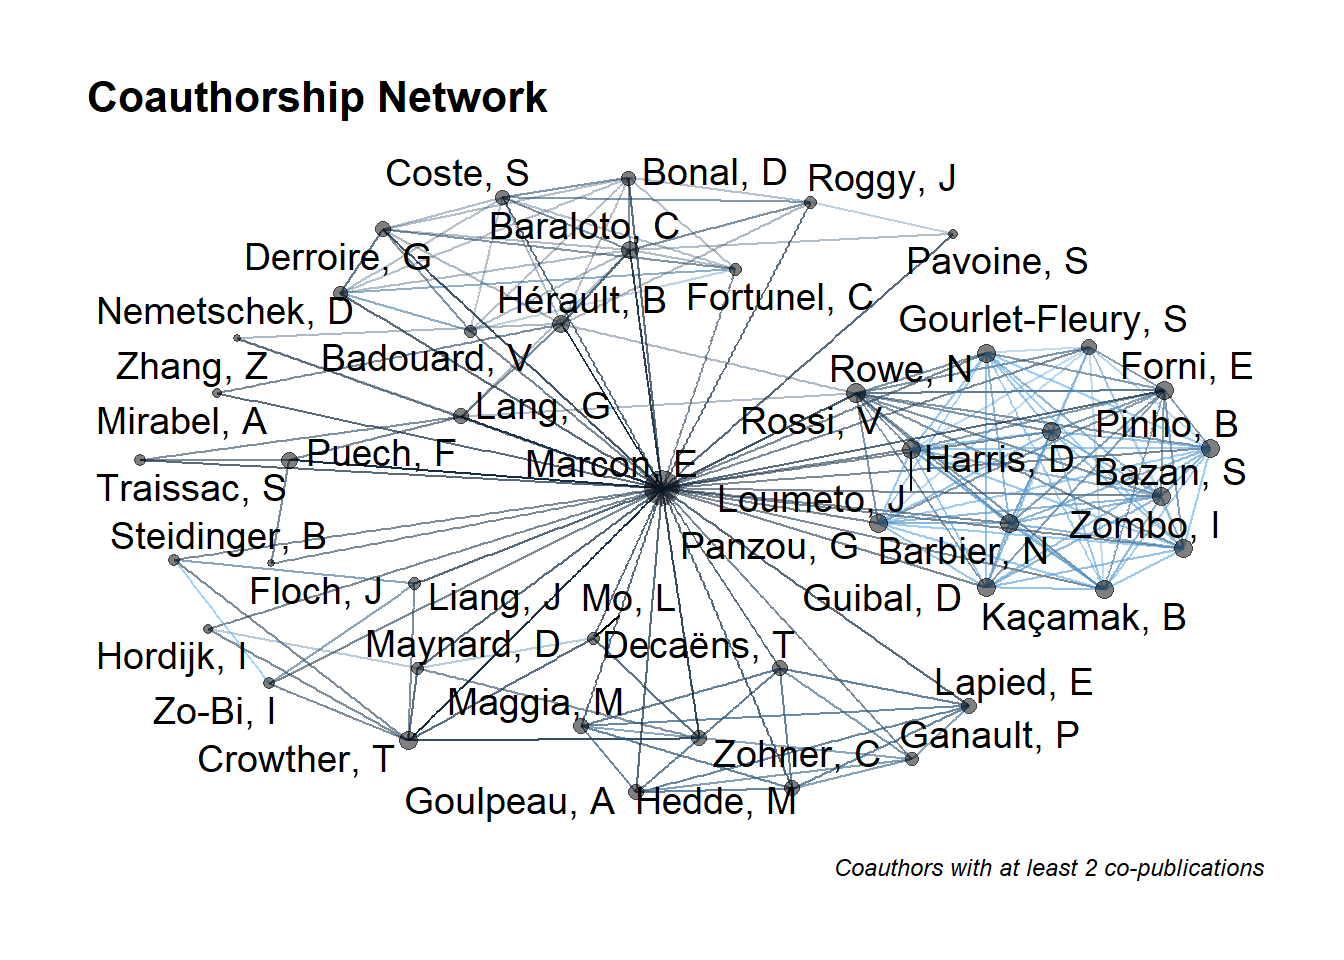 Coauthorship Network
Coste, S
Bonal, D
Roggy, J
Baraloto, C
Derroire, G
Pavoine, S
Hérault, B
Fortunel, C
Nemetschek, D
Gourlet-Fleury, S
Badouard, V
Zhang, Z
Rowe, N
Forni, E
Lang, G
Mirabel, A
Rossi, V
Pinho, B
Puech, F
Marcon, E
Harris, D
Bazan, S
Traissac, S
Loumeto, J
Zombo, I
Steidinger, B
Panzou, G
Barbier, N
Floch, J
Liang, J
Mo, L
Guibal, D
Kaçamak, B
Hordijk, I
Maynard, D
Decaëns, T
Lapied, E
Zo-Bi, I
Maggia, M
Ganault, P
Crowther, T
Zohner, C
Goulpeau, A
Hedde, M
Coauthors with at least 2 co-publications